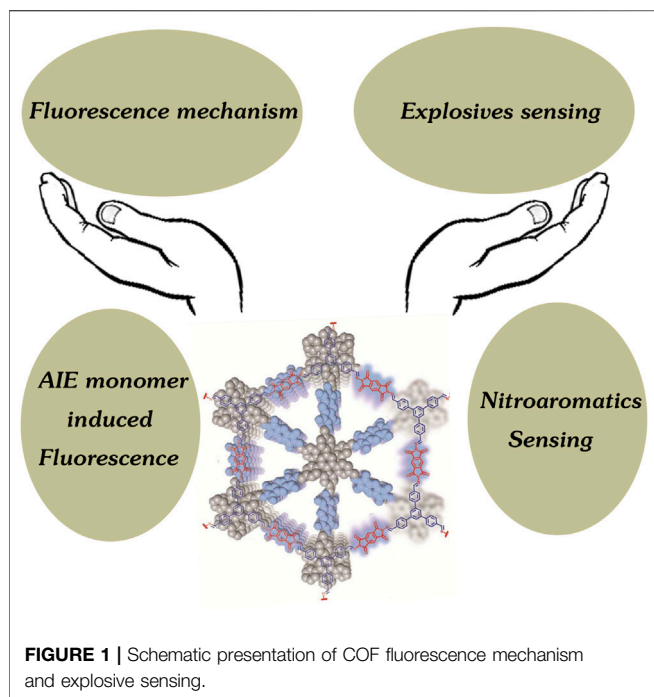 Fluorescence mechanism
Explosives sensing
AIE monomer
induced
Fluorescence
Nitroaromatics
Sensing
FIGURE 1 | Schematic presentation of COF fluorescence mechanism
and explosive sensing.